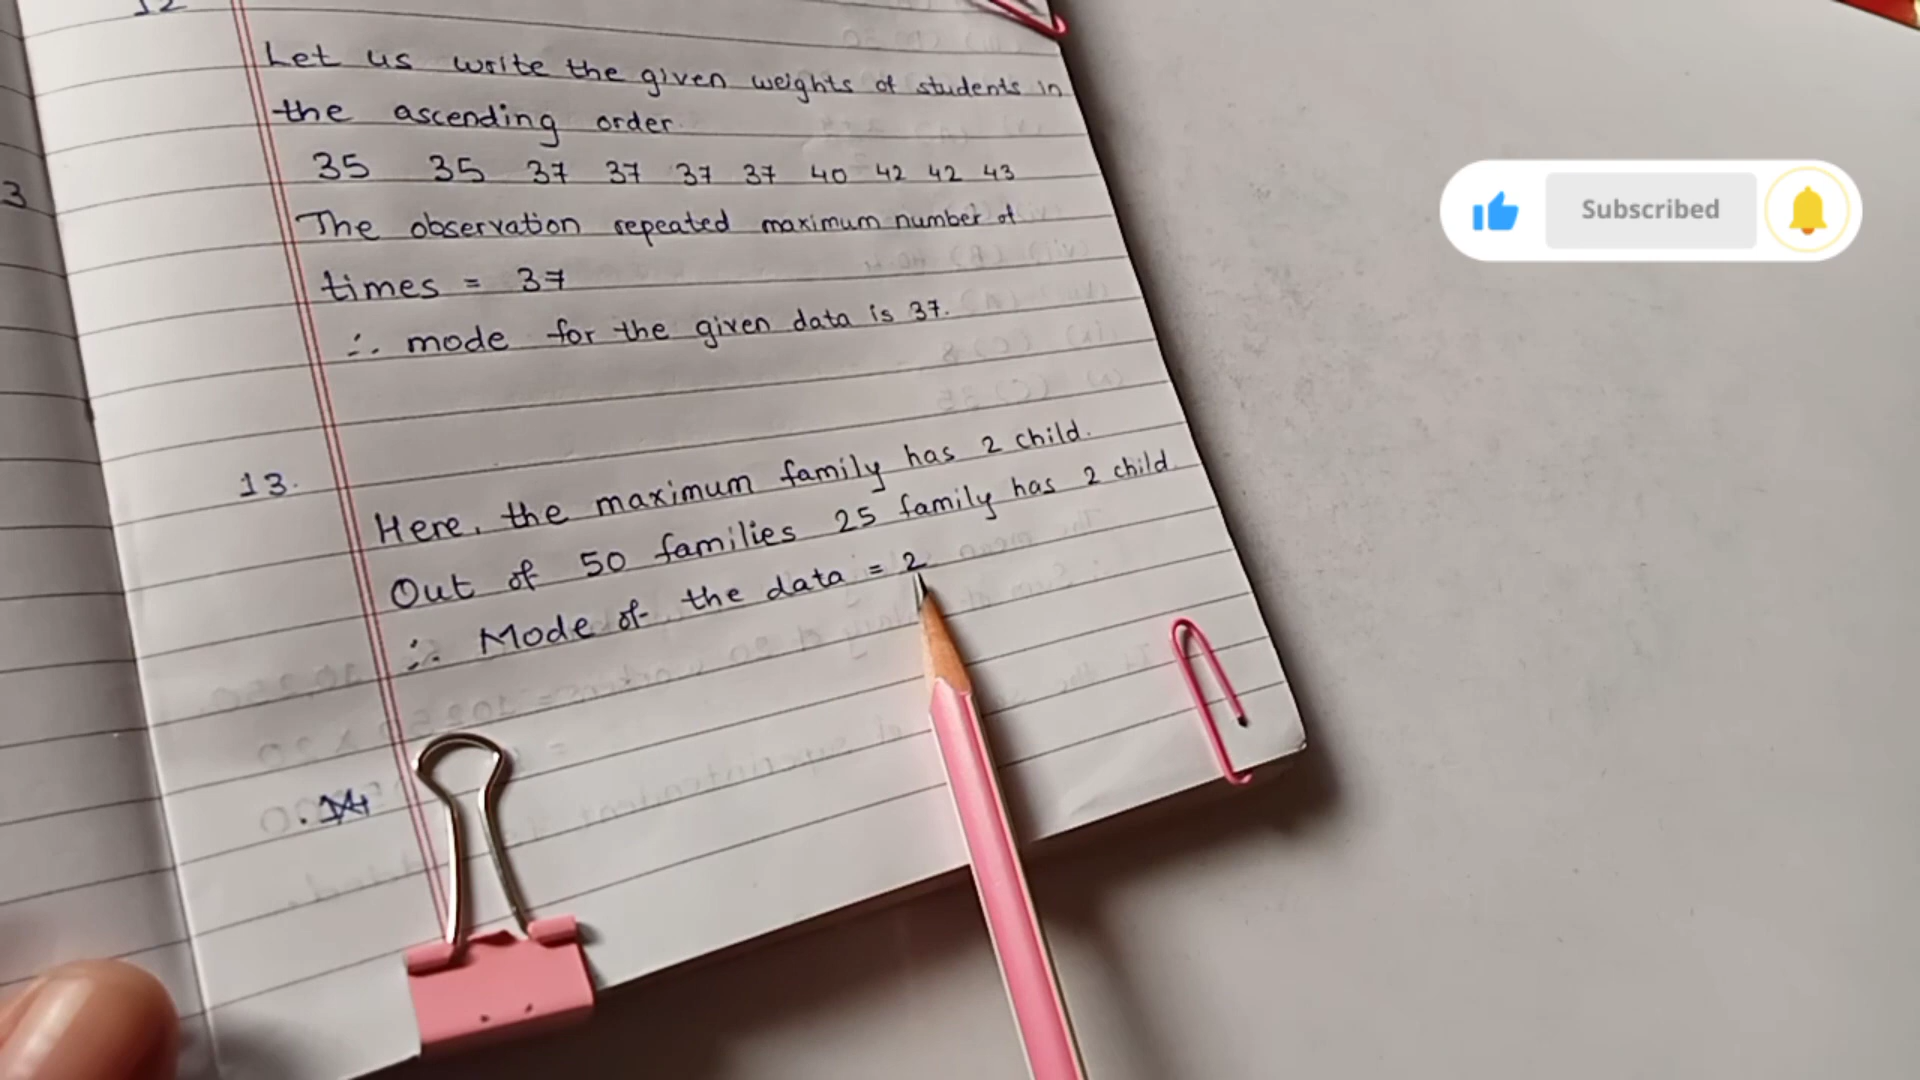 12
Let us write the given weights of students in
the ascending order.
35 35 37 37 37 37 40 42 42 43
The observation repeated maximum number of
times = 37
∴ mode for the given data is 37.
3
13.
Here, the maximum family has 2 child.
Out of 50 families 25 family has 2 child.
∴ Mode of the data = 2
Subscribed